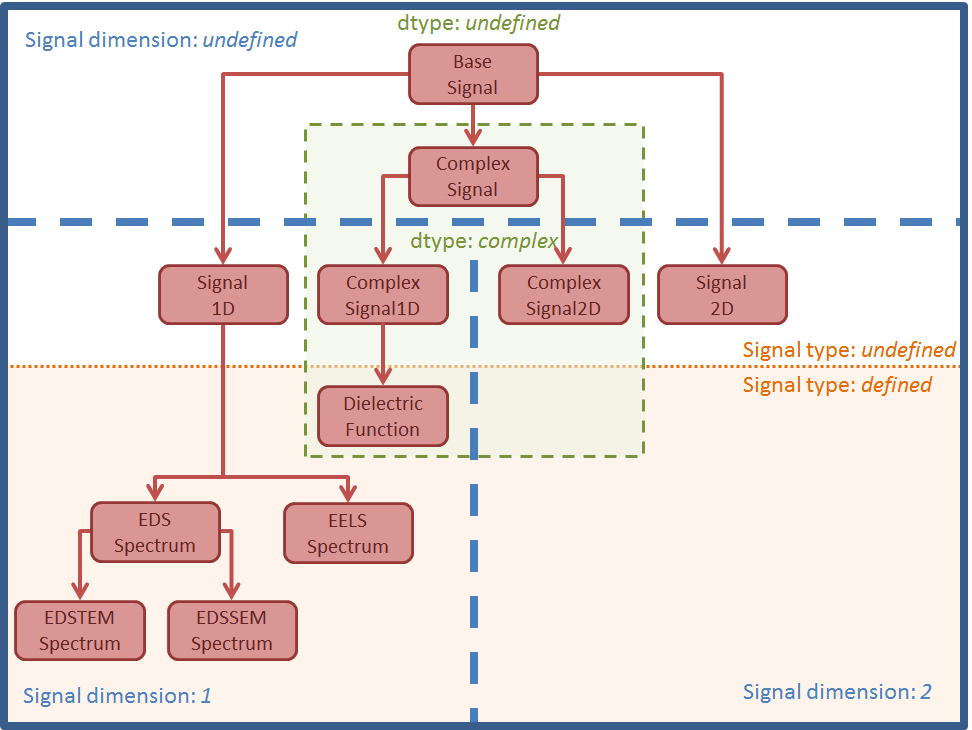 dtype: undefined
Signal dimension: undefined
Base
Signal
Complex
Signal
dtype: complex
Signal
1D
Complex
Signal1D
Complex
Signal2D
Signal
2D
Signal type: undefined
Signal type: defined
Dielectric
Function
EDS
Spectrum
EELS
Spectrum
EDSTEM
Spectrum
EDSSEM
Spectrum
Signal dimension: 1
Signal dimension: 2